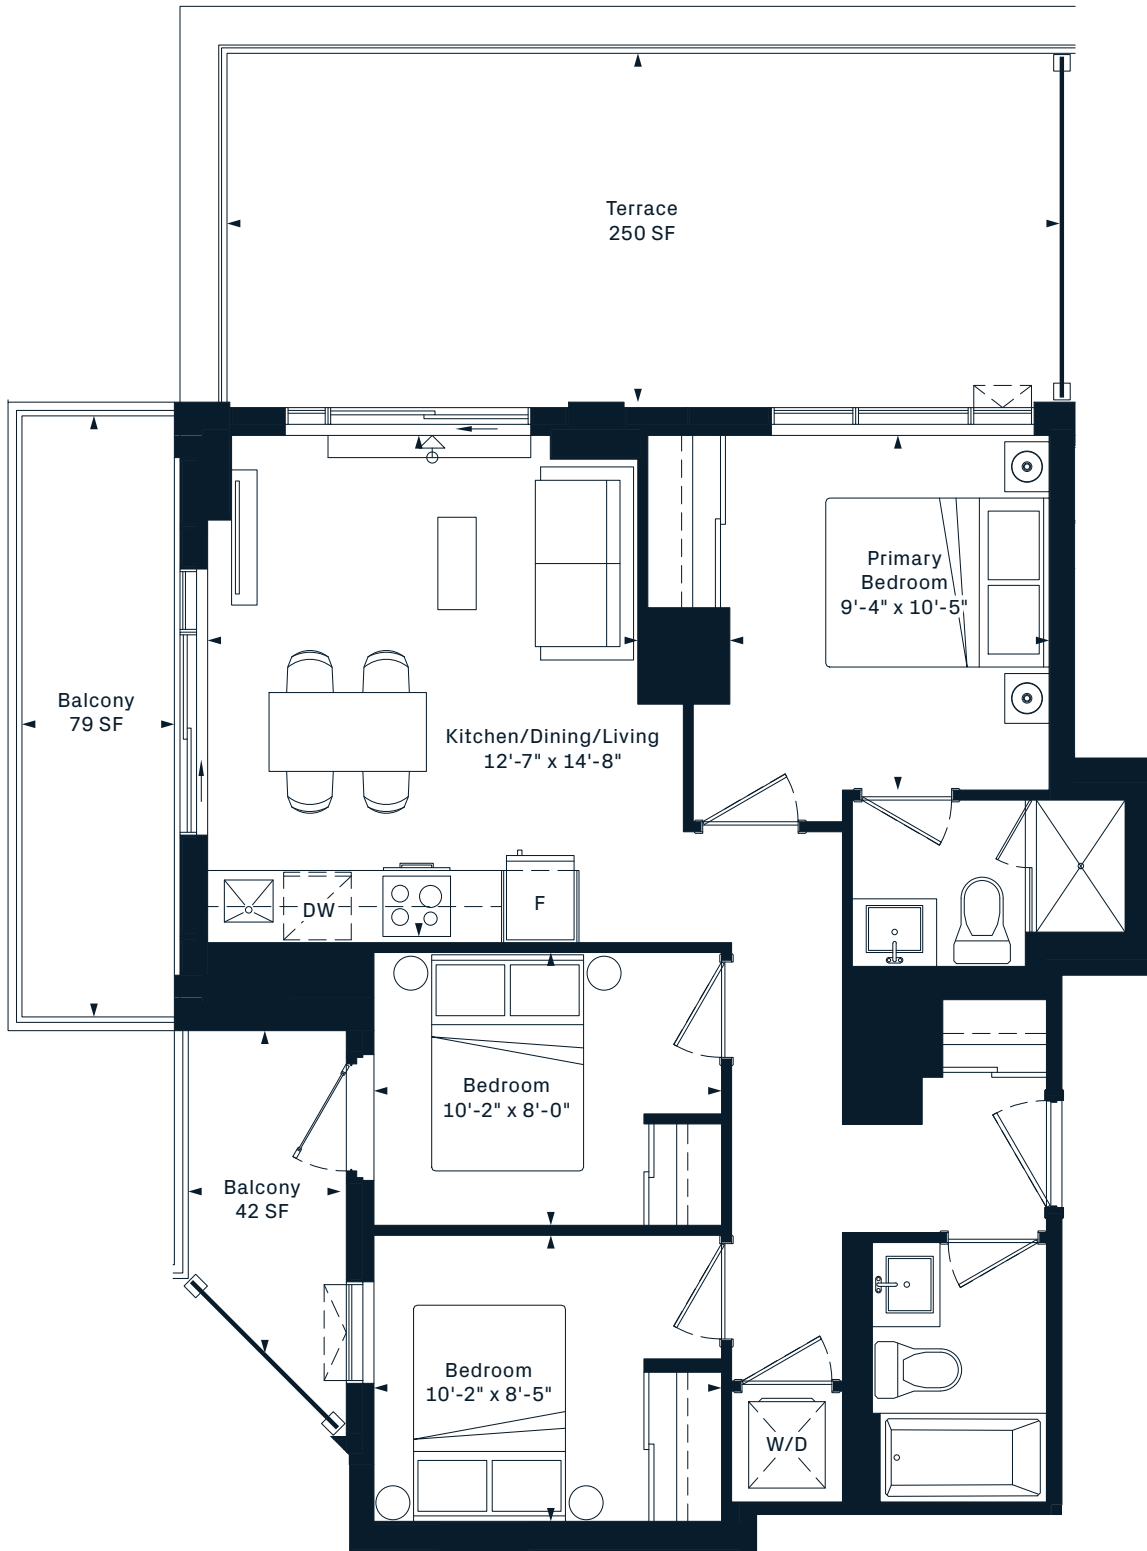 Terrace
250 SF
Primary
Bedroom
9'-4" x 10'-5"
Balcony
79 SF
Kitchen/Dining/Living
12'-7" x 14'-8"
DW
F
Bedroom
10'-2" x 8'-0"
Balcony
42 SF
Bedroom
10'-2" x 8'-5"
W/D